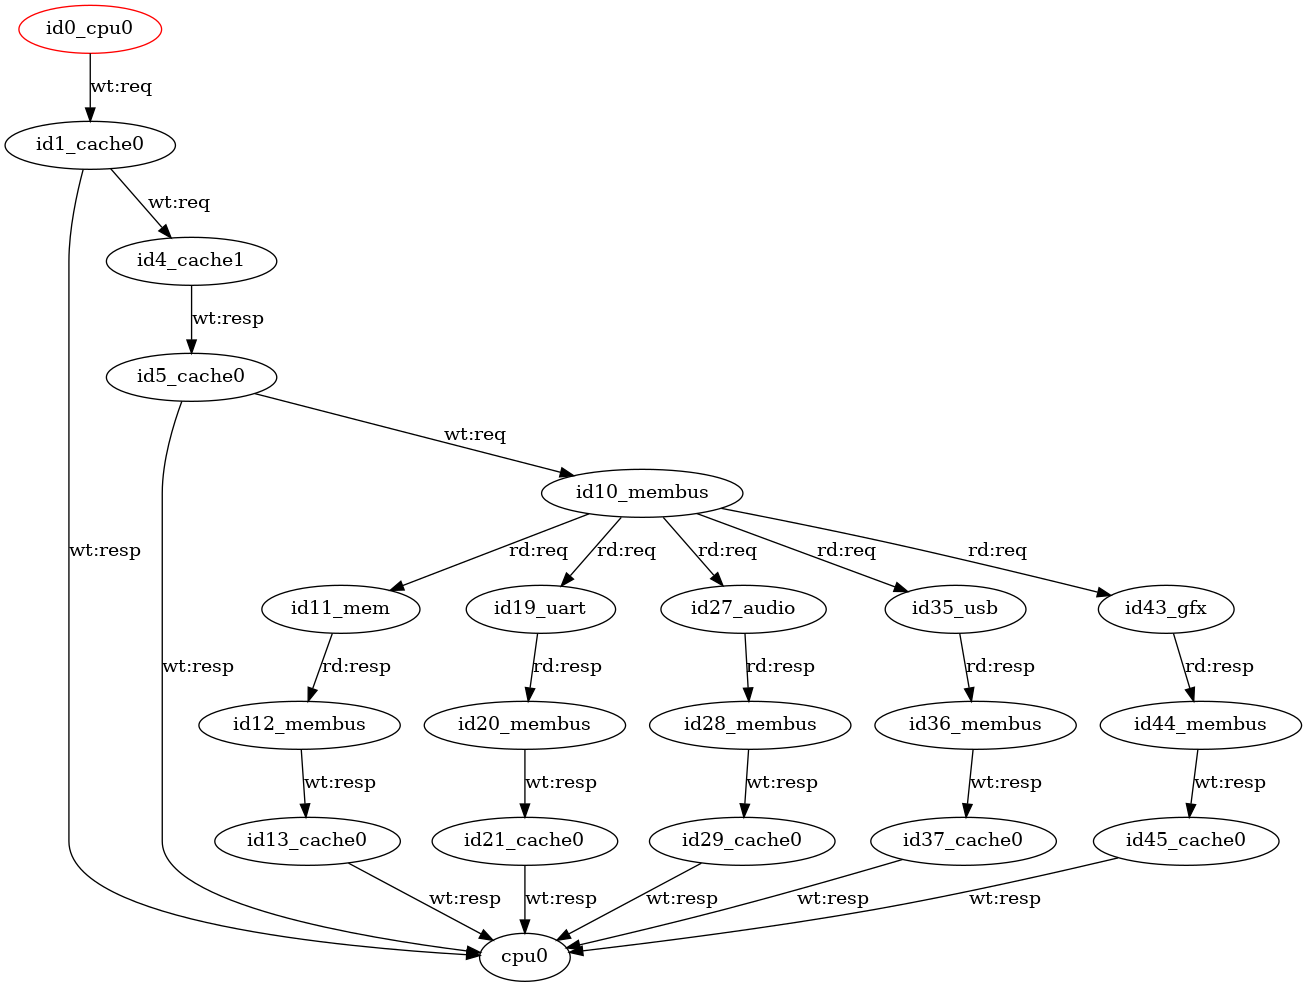 id0_cpu0
wt:req
id1_cache0
wt:req
id4_cache1
wt:resp
id5_cache0
wt:req
id10_membus
wt:resp
rd:req
rd:req
rd:req
rd:req
rd:req
id11_mem
id19_uart
id27_audio
id35_usb
id43_gfx
wt:resp
rd:resp
rd:resp
rd:resp
rd:resp
rd:resp
id12_membus
id20_membus
id28_membus
id36_membus
id44_membus
wt:resp
wt:resp
wt:resp
wt:resp
wt:resp
id13_cache0
id21_cache0
id29_cache0
id37_cache0
id45_cache0
wt:resp
wt:resp
wt:resp
wt:resp
wt:resp
cpu0